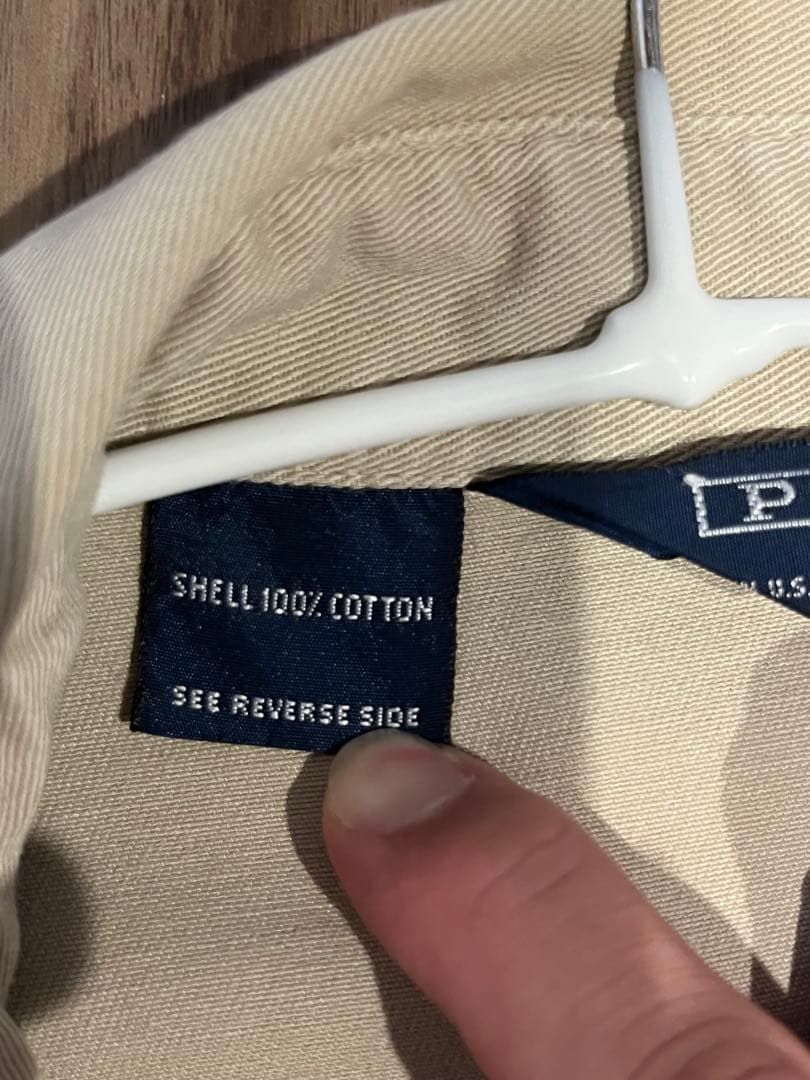 SHELL 100% COTTON
SEE REVERSE SIDE
P
U.S.